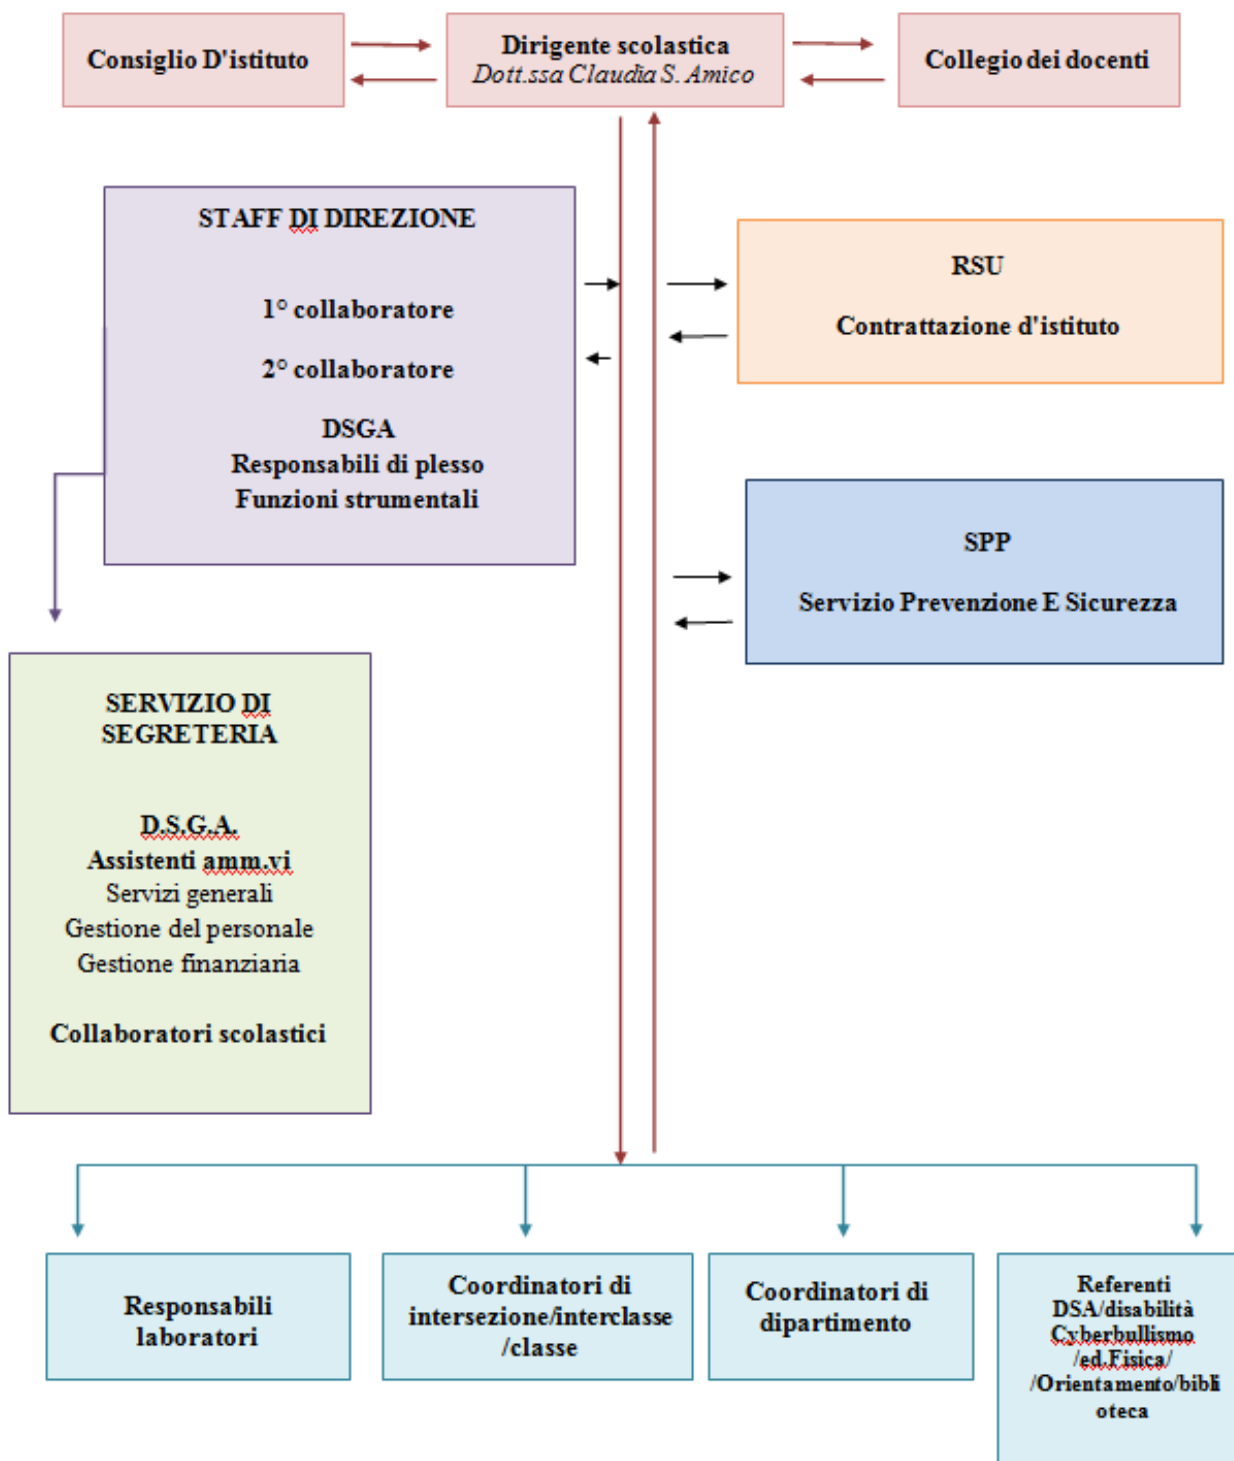 Consiglio D'istituto
Dirigente scolastica
Dott.ssa Claudia S. Amico
Collegio dei docenti
STAFF DI DIREZIONE
1° collaboratore
2° collaboratore
DSGA
Responsabili di plesso
Funzioni strumentali
RSU
Contrattazione d'istituto
SPP
Servizio Prevenzione E Sicurezza
SERVIZIO DI
SEGRETERIA
D.S.G.A.
Assistenti amm.vi
Servizi generali
Gestione del personale
Gestione finanziaria
Collaboratori scolastici
Responsabili
laboratori
Coordinatori di
intersezione/interclasse
/classe
Coordinatori di
dipartimento
Referenti
DSA/disabilità
Cyberbullismo
/ed.Fisica/
/Orientamento/bibli
oteca